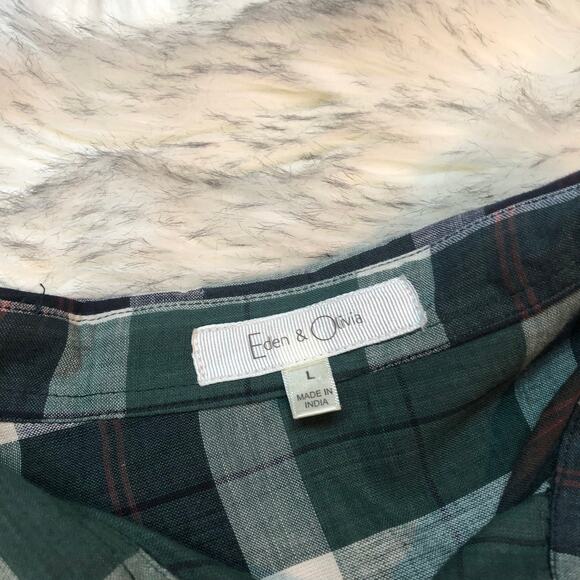 Eden & Olivia
L
MADE IN
INDIA